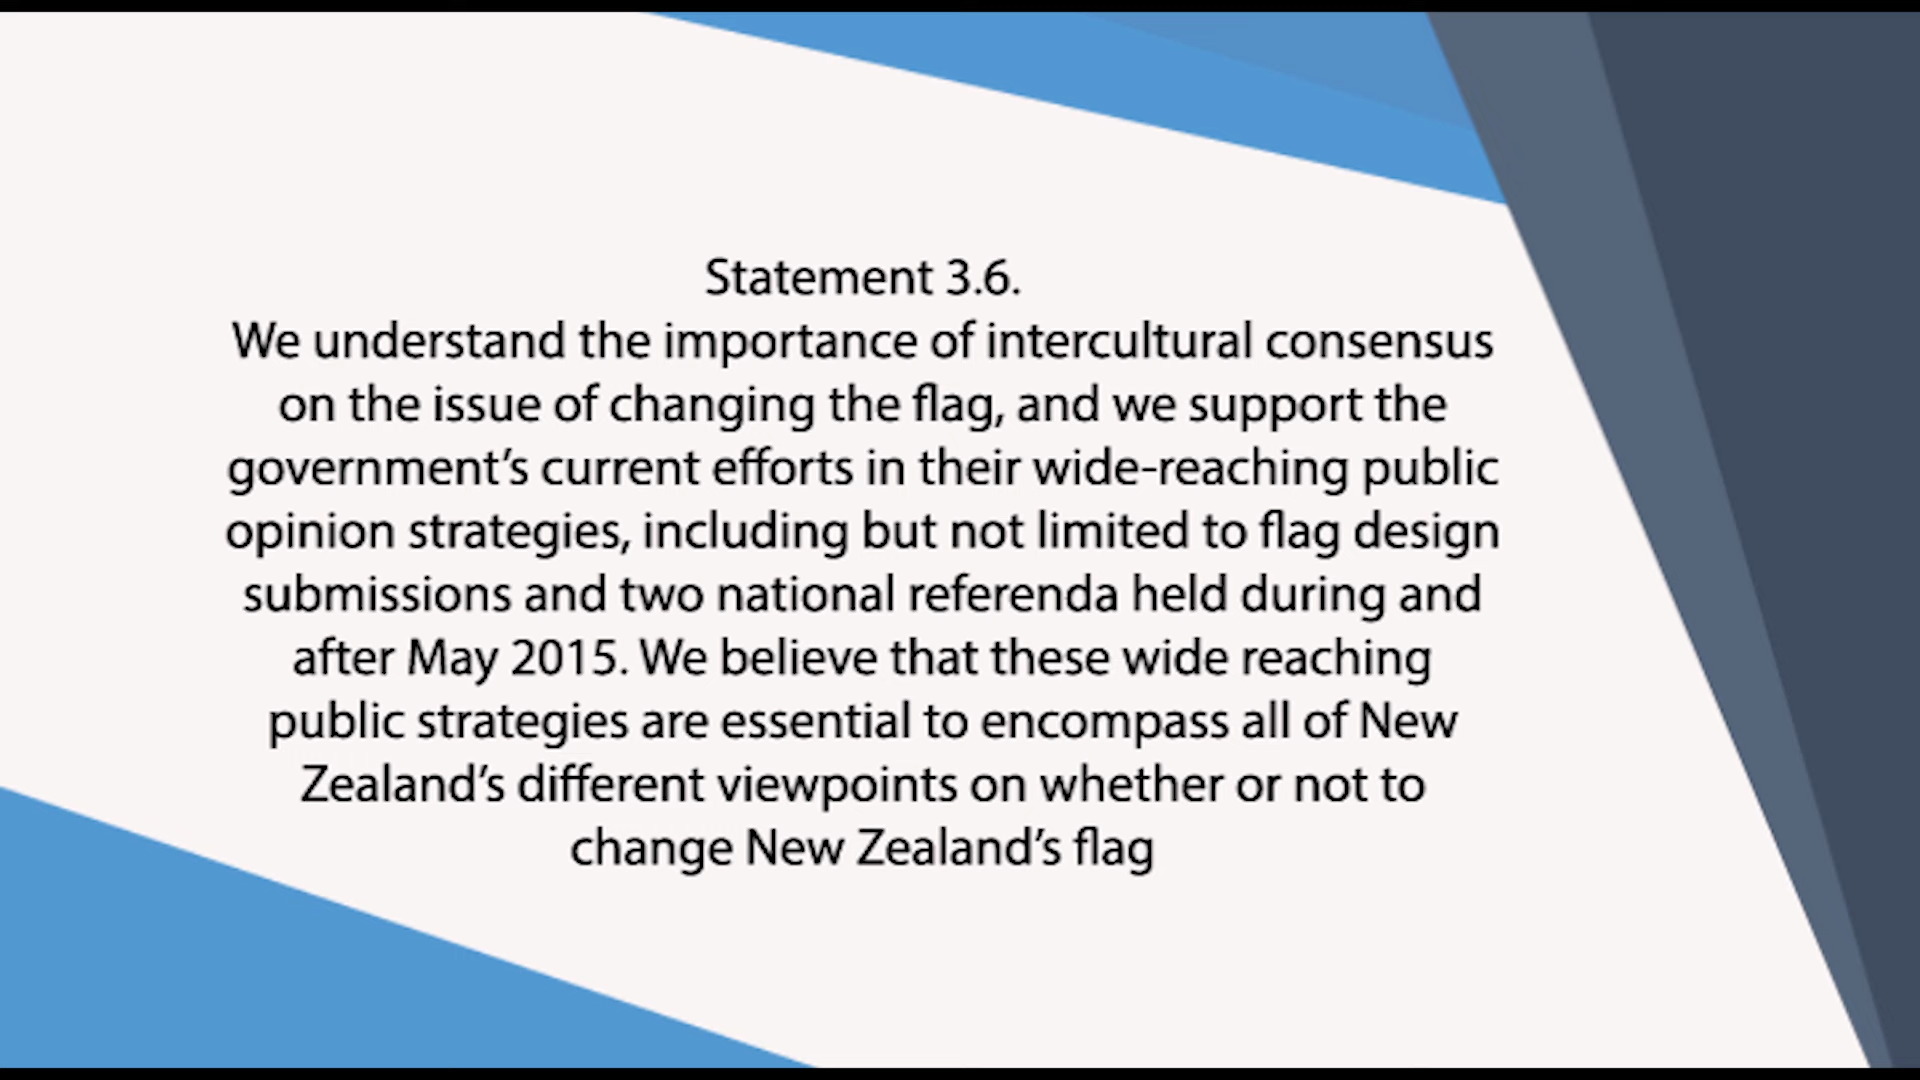 Statement 3.6.
We understand the importance of intercultural consensus
on the issue of changing the flag, and we support the
government’s current efforts in their wide-reaching public
opinion strategies, including but not limited to flag design
submissions and two national referenda held during and
after May 2015. We believe that these wide reaching
public strategies are essential to encompass all of New
Zealand’s different viewpoints on whether or not to
change New Zealand’s flag